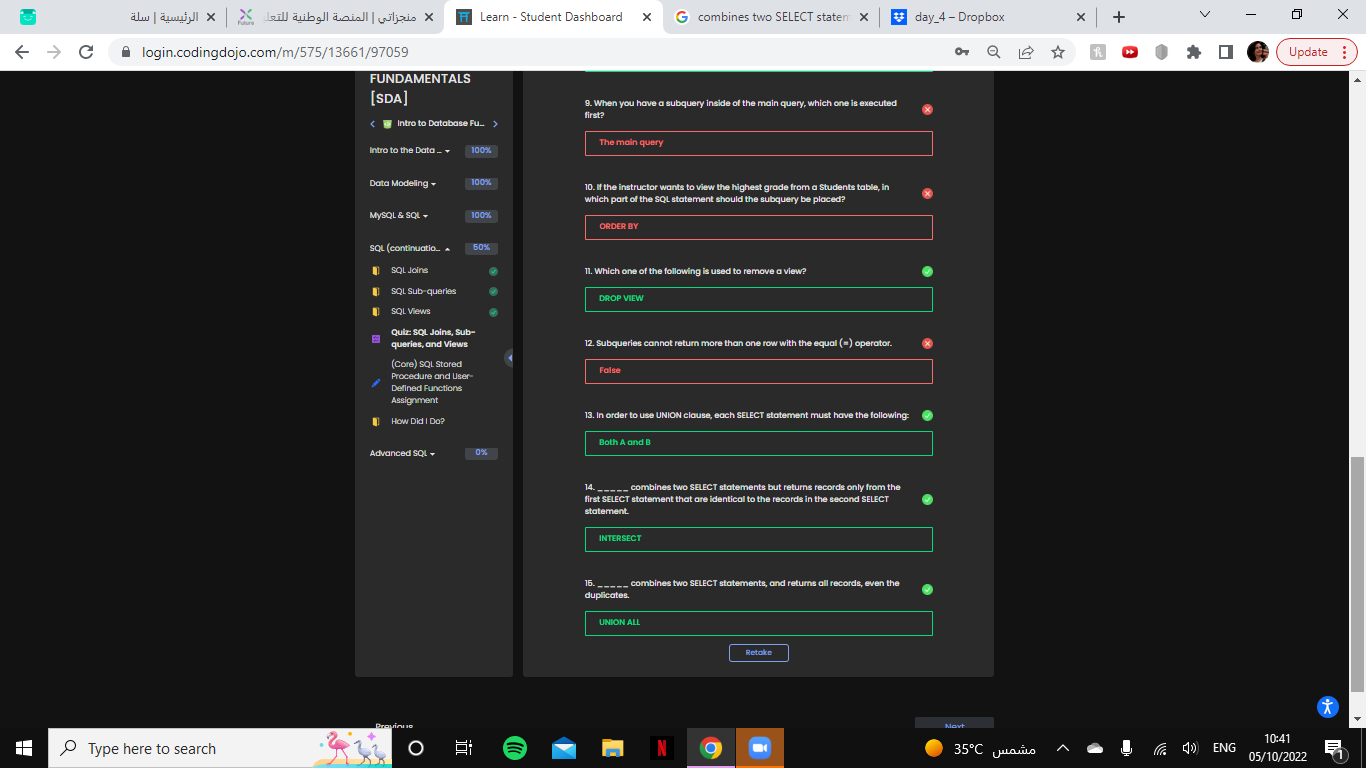 الرئيسية | سلة
منجزاتي | المنصة الوطنية للتعل
Learn - Student Dashboard
combines two SELECT statem
day_4 – Dropbox
login.codingdojo.com/m/575/13661/97059
Update
FUNDAMENTALS
[SDA]
Intro to Database Fu...
Intro to the Data ... 100%
Data Modeling 100%
MySQL & SQL 100%
SQL (continuatio... 50%
SQL Joins
SQL Sub-queries
SQL Views
Quiz: SQL Joins, Sub-
queries, and Views
(Core) SQL Stored
Procedure and User-
Defined Functions
Assignment
How Did I Do?
Advanced SQL 0%
9. When you have a subquery inside of the main query, which one is executed
first?
The main query
10. If the instructor wants to view the highest grade from a Students table, in
which part of the SQL statement should the subquery be placed?
ORDER BY
11. Which one of the following is used to remove a view?
DROP VIEW
12. Subqueries cannot return more than one row with the equal (=) operator.
False
13. In order to use UNION clause, each SELECT statement must have the following:
Both A and B
14. _____ combines two SELECT statements but returns records only from the
first SELECT statement that are identical to the records in the second SELECT
statement.
INTERSECT
15. _____ combines two SELECT statements, and returns all records, even the
duplicates.
UNION ALL
Retake
Previous
Next
Type here to search
35°C مشمس
ENG
10:41
05/10/2022
1